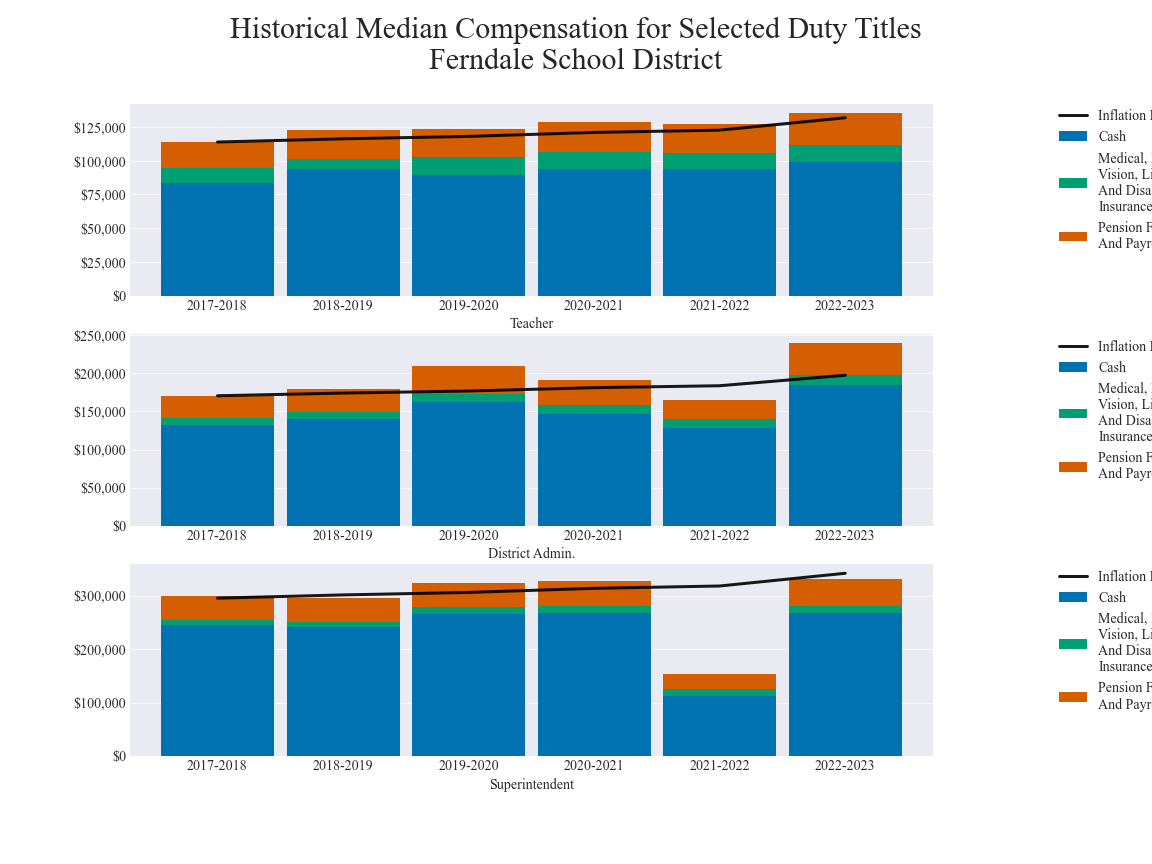 Historical Median Compensation for Selected Duty Titles
Ferndale School District
$125,000
$100,000
$75,000
$50,000
$25,000
$0
2017-2018 2018-2019 2019-2020 2020-2021 2021-2022 2022-2023
Teacher
Inflation
Cash
Medical,
Vision,
And
Insurance
Pension
And
$250,000
$200,000
$150,000
$100,000
$50,000
$0
2017-2018 2018-2019 2019-2020 2020-2021 2021-2022 2022-2023
District Admin.
Inflation
Cash
Medical,
Vision,
And
Insurance
Pension
And
$300,000
$200,000
$100,000
$0
2017-2018 2018-2019 2019-2020 2020-2021 2021-2022 2022-2023
Superintendent
Inflation
Cash
Medical,
Vision,
And
Insurance
Pension
And